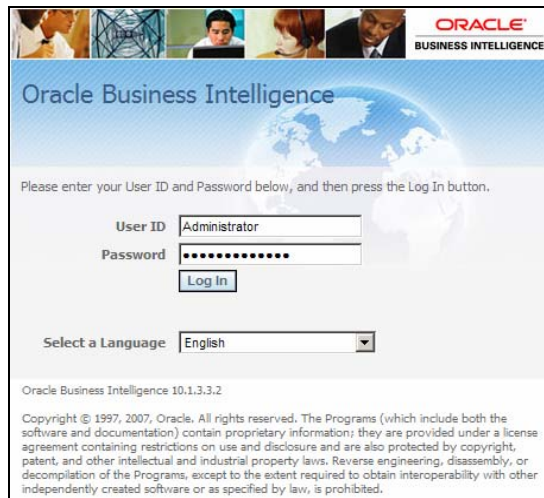 ORACLE
BUSINESS INTELLIGENCE
Oracle Business Intelligence
Please enter your User ID and Password below, and then press the Log In button.
User ID Administrator
Password •••••••••••••
Log In
Select a Language English
Oracle Business Intelligence 10.1.3.3.2
Copyright © 1997, 2007, Oracle. All rights reserved. The Programs (which include both the
software and documentation) contain proprietary information; they are provided under a license
agreement containing restrictions on use and disclosure and are also protected by copyright,
patent, and other intellectual and industrial property laws. Reverse engineering, disassembly, or
decompilation of the Programs, except to the extent required to obtain interoperability with other
independently created software or as specified by law, is prohibited.